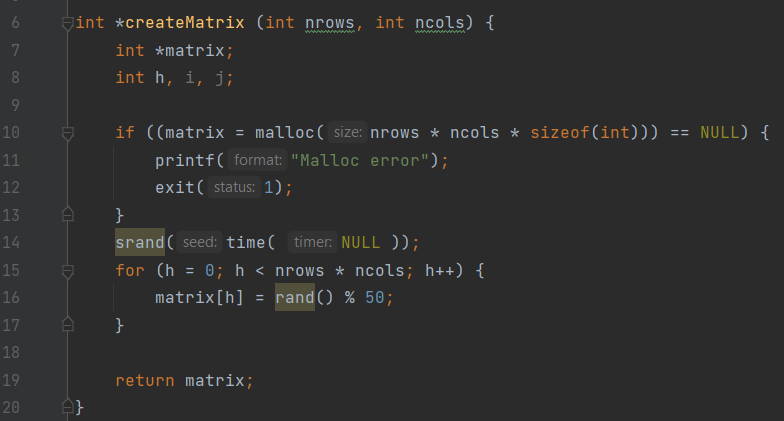 6 int *createMatrix (int nrows, int ncols) {
7 int *matrix;
8 int h, i, j;
9
10 if ((matrix = malloc( size: nrows * ncols * sizeof(int))) == NULL) {
11 printf( format: "Malloc error");
12 exit( status: 1);
13 }
14 srand( seed: time( timer: NULL ));
15 for (h = 0; h < nrows * ncols; h++) {
16 matrix[h] = rand() % 50;
17 }
18
19 return matrix;
20 }